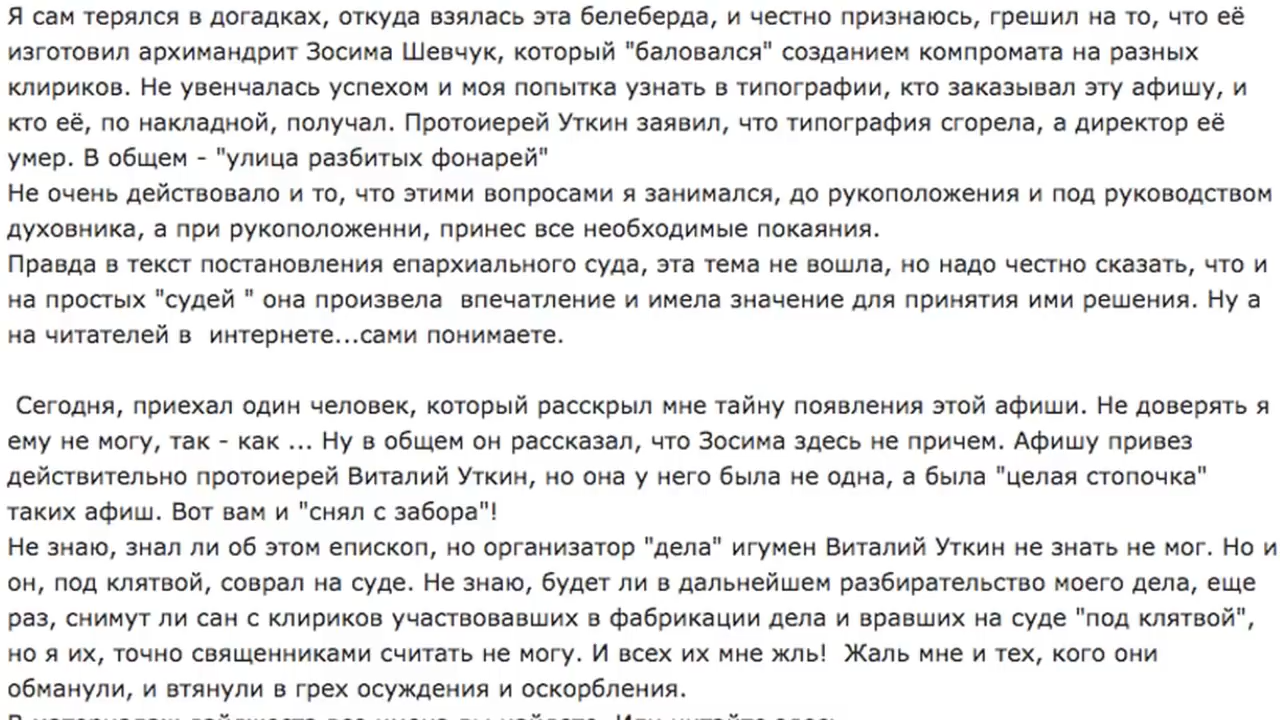 Я сам терялся в догадках, откуда взялась эта белеберда, и честно признаюсь, грешил на то, что её
изготовил архимандрит Зосима Шевчук, который "баловался" созданием компромата на разных
клириков. Не увенчалась успехом и моя попытка узнать в типографии, кто заказывал эту афишу, и
кто её, по накладной, получал. Протоиерей Уткин заявил, что типография сгорела, а директор её
умер. В общем - "улица разбитых фонарей"
Не очень действовало и то, что этими вопросами я занимался, до рукоположения и под руководством
духовника, а при рукоположенни, принес все необходимые покаяния.
Правда в текст постановления епархиального суда, эта тема не вошла, но надо честно сказать, что и
на простых "судей " она произвела  впечатление и имела значение для принятия ими решения. Ну а
на читателей в  интернете...сами понимаете.
Сегодня, приехал один человек, который расскрыл мне тайну появления этой афиши. Не доверять я
ему не могу, так - как ... Ну в общем он рассказал, что Зосима здесь не причем. Афишу привез
действительно протоиерей Виталий Уткин, но она у него была не одна, а была "целая стопочка"
таких афиш. Вот вам и "снял с забора"!
Не знаю, знал ли об этом епископ, но организатор "дела" игумен Виталий Уткин не знать не мог. Но и
он, под клятвой, соврал на суде. Не знаю, будет ли в дальнейшем разбирательство моего дела, еще
раз, снимут ли сан с клириков участвовавших в фабрикации дела и вравших на суде "под клятвой",
но я их, точно священниками считать не могу. И всех их мне жль!  Жаль мне и тех, кого они
обманули, и втянули в грех осуждения и оскорбления.